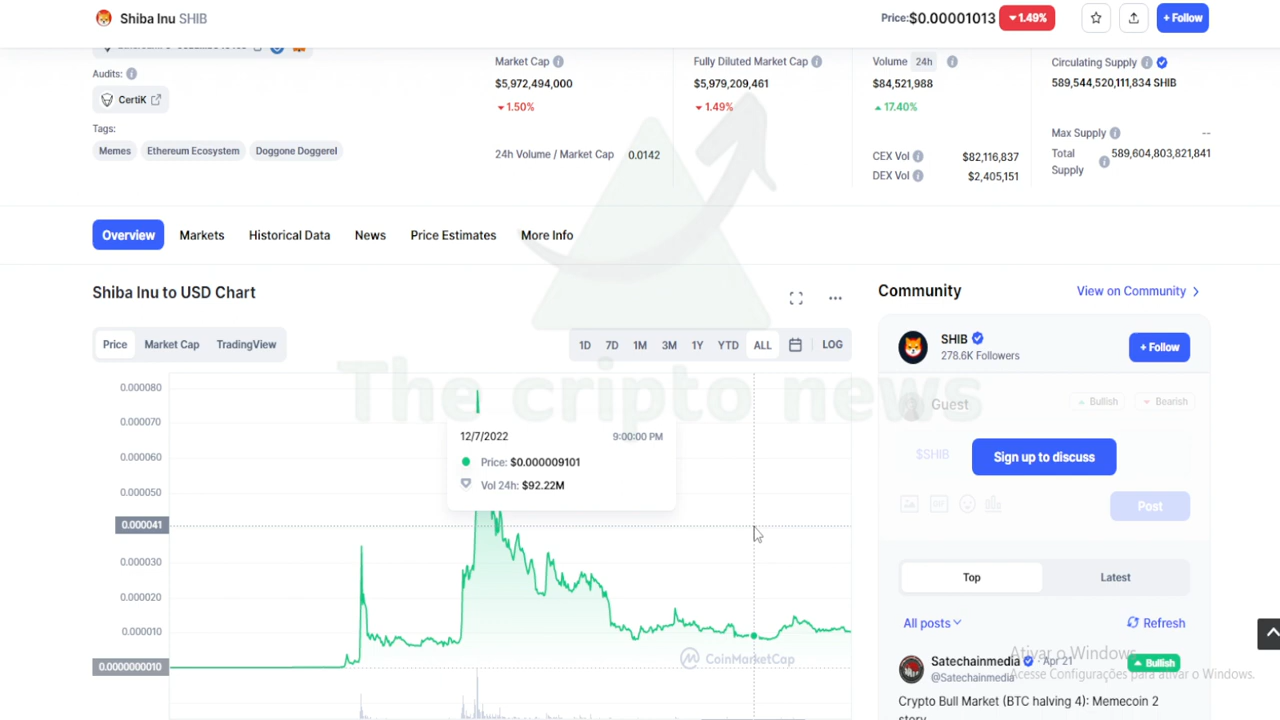 Shiba Inu SHIB
Price:$0.00001013 1.49%
+ Follow
Audits:
CertiK
Tags:
Memes Ethereum Ecosystem Doggone Doggerel
Market Cap
$5,972,494,000
1.50%
24h Volume / Market Cap 0.0142
Fully Diluted Market Cap
$5,979,209,461
1.49%
Volume 24h
$84,521,988
17.40%
CEX Vol $82,116,837
DEX Vol $2,405,151
Circulating Supply
589,544,520,111,834 SHIB
Max Supply --
Total Supply 589,604,803,821,841
Overview Markets Historical Data News Price Estimates More Info
Shiba Inu to USD Chart
Price Market Cap TradingView
1D 7D 1M 3M 1Y YTD ALL LOG
The cripto news
0.000080
0.000070
0.000060
0.000050
0.000041
0.000030
0.000020
0.000010
0.0000000010
12/7/2022 9:00:00 PM
Price: $0.000009101
Vol 24h: $92.22M
CoinMarketCap
Community
View on Community
SHIB
278.6K Followers
+ Follow
Guest
Bullish Bearish
$SHIB
Sign up to discuss
Post
Top Latest
All posts Refresh
Satechainmedia · Apr 21
@Satechainmedia
Bullish
Ativar o Windows
Acesse Configurações para ativar o Windows.
Crypto Bull Market (BTC halving 4): Memecoin 2
story